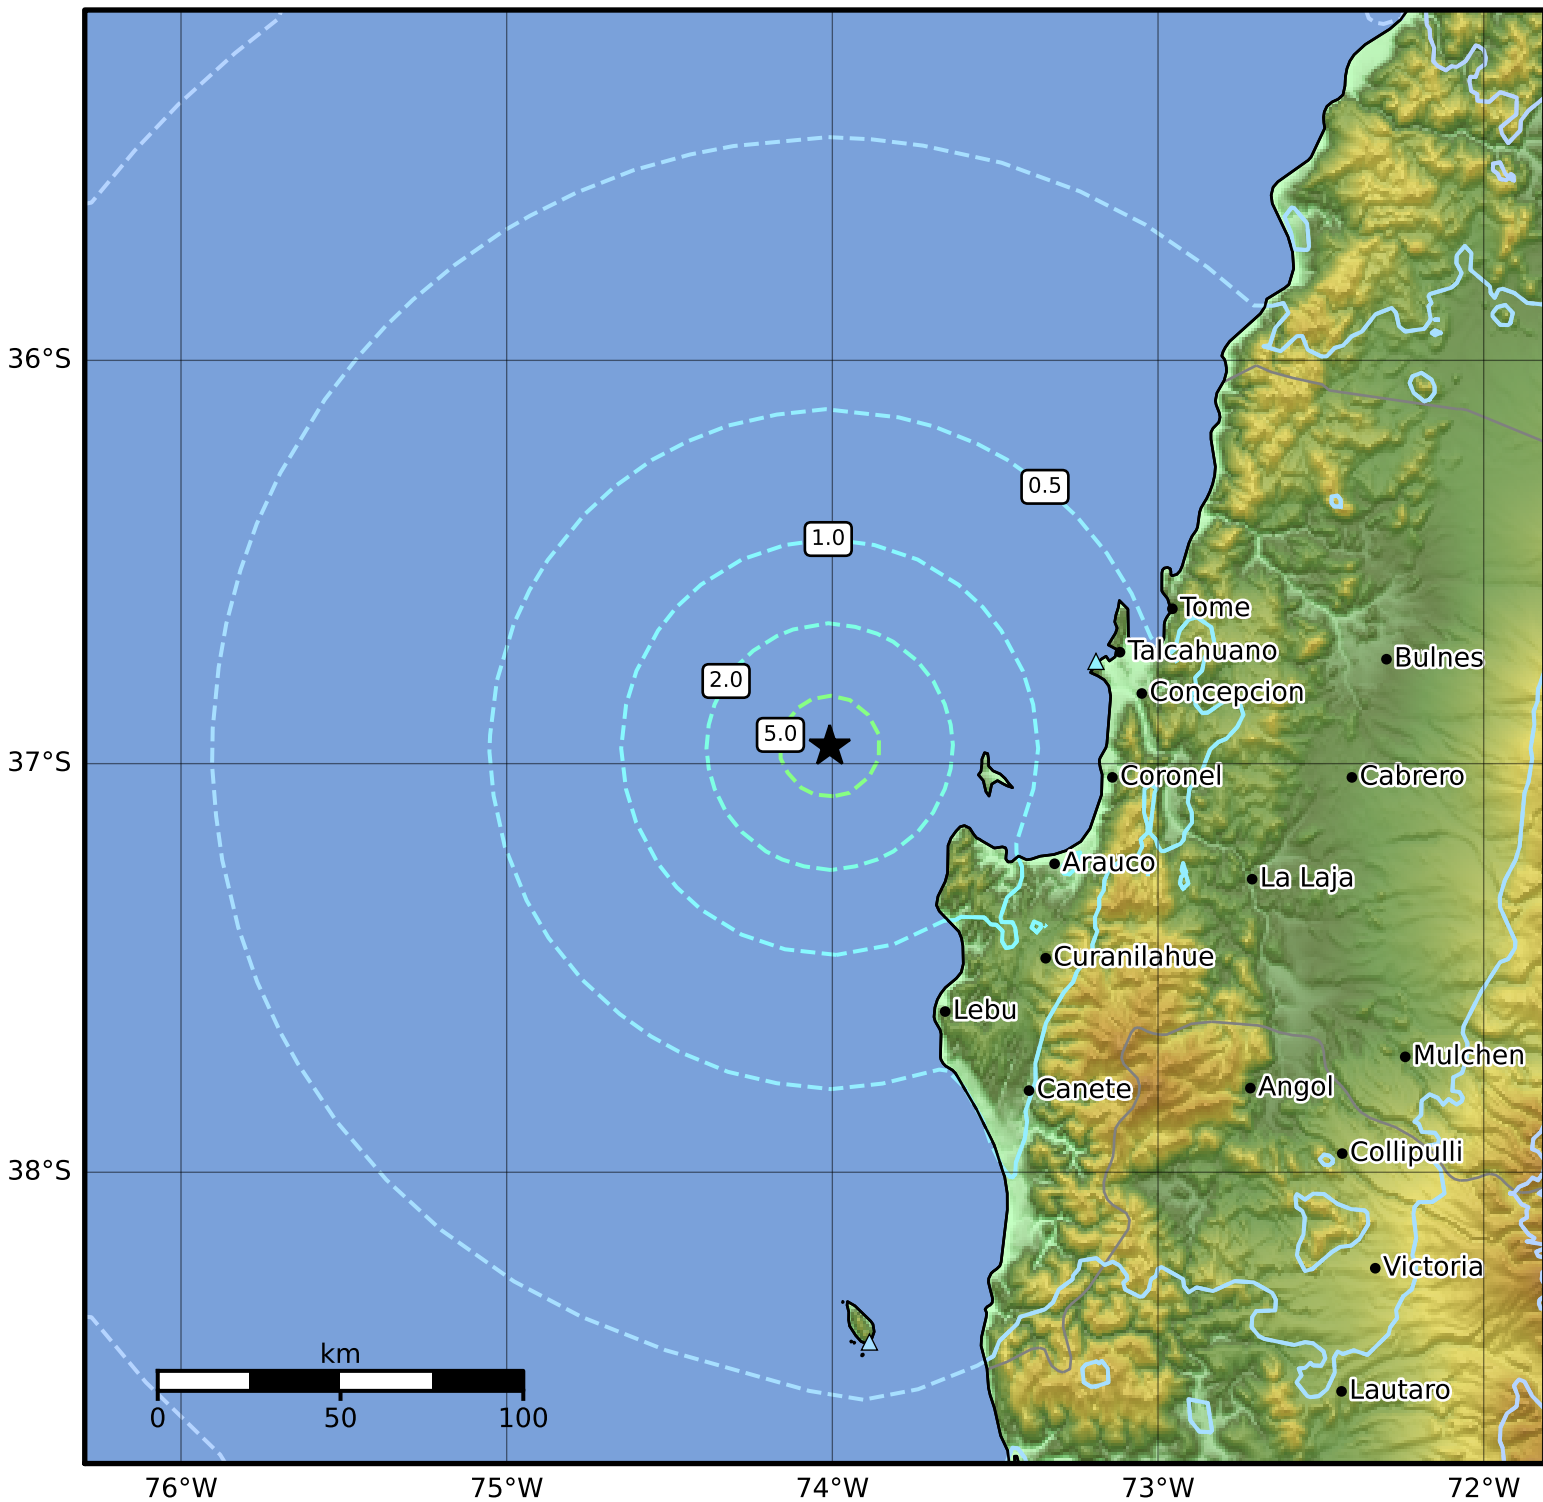 36°S
0.5
1.0
Tome
Talcahuano
Bulnes
2.0
Concepcion
5.0
37°S
Coronel
Cabrero
Arauco
La Laja
Curanilahue
Lebu
Mulchen
Canete
Angol
Collipulli
38°S
Victoria
km
Lautaro
0 50 100
76°W 75°W 74°W 73°W 72°W